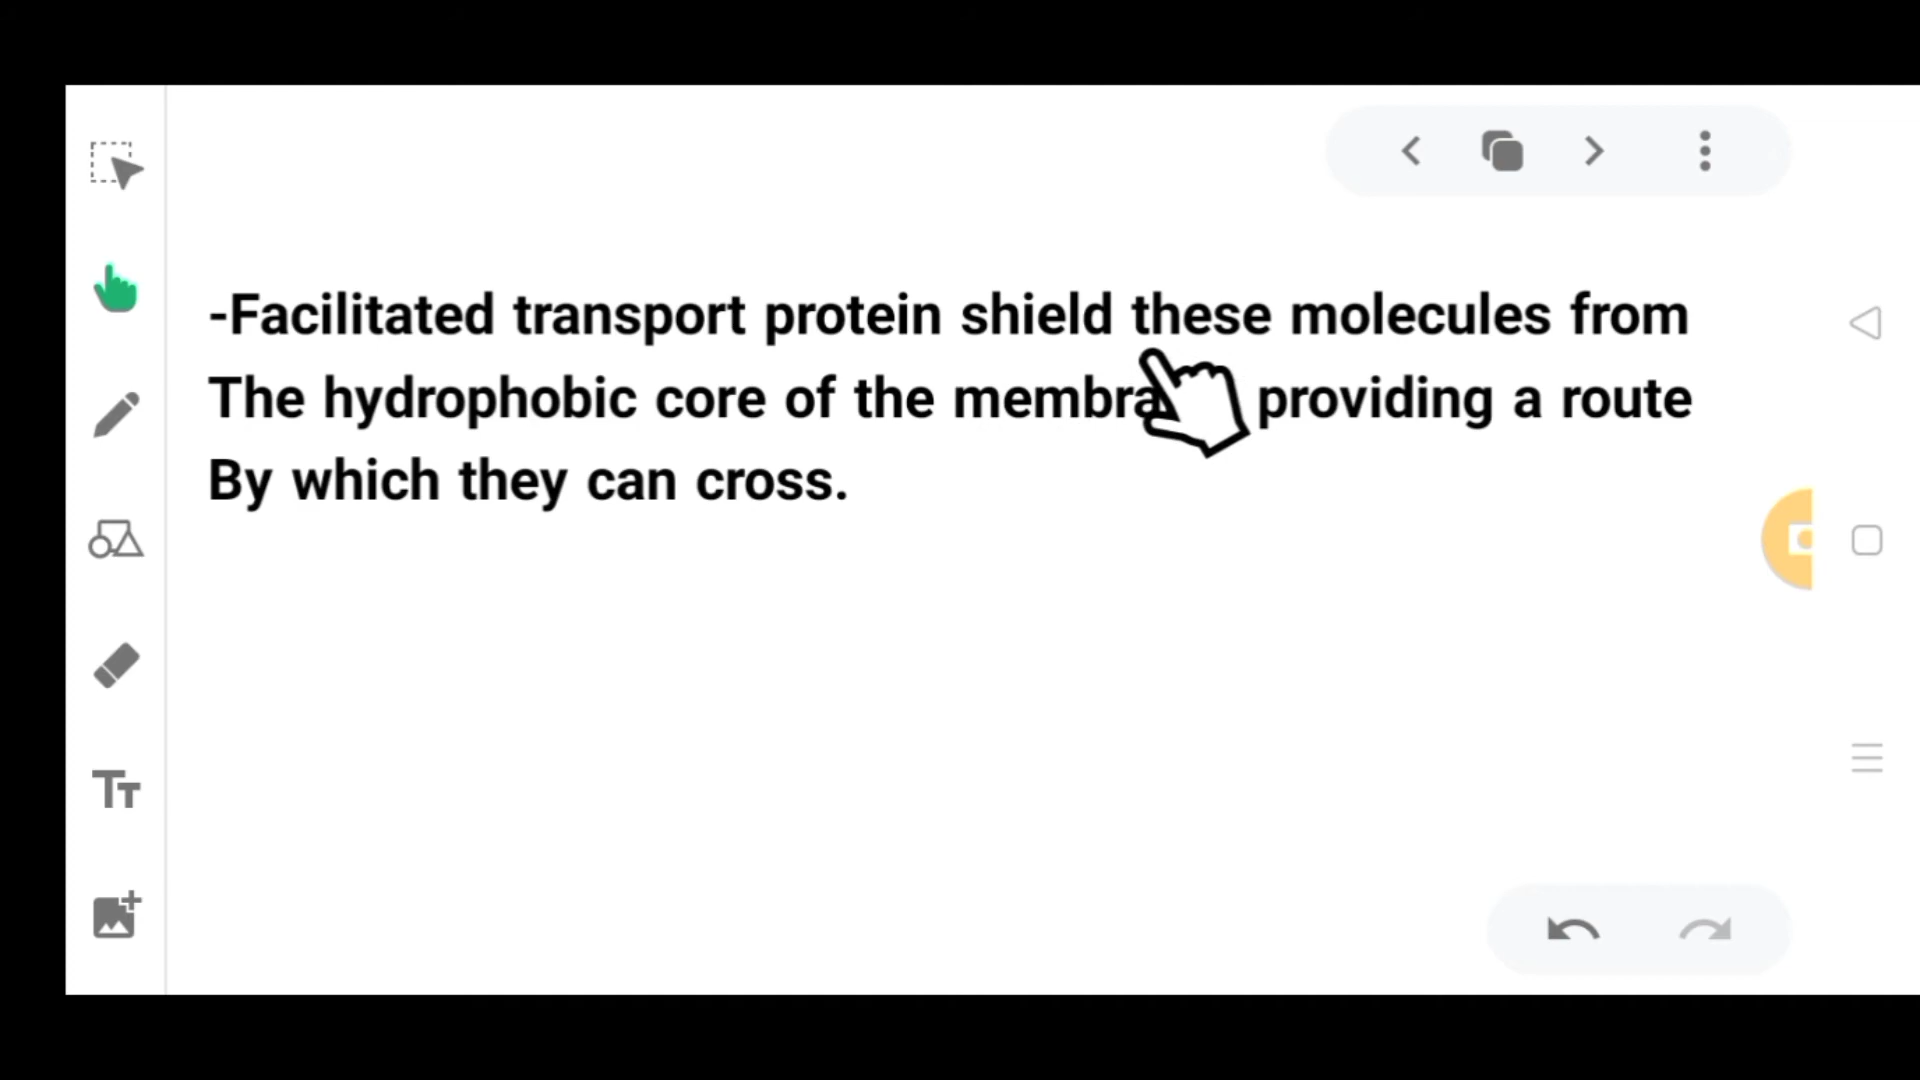 -Facilitated transport protein shield these molecules from
The hydrophobic core of the providing a route
By which they can cross.